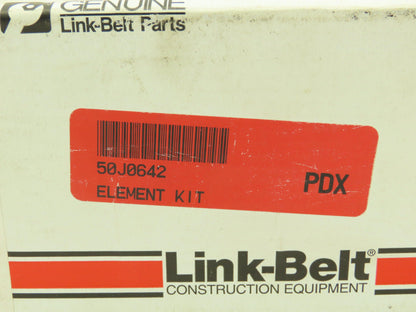 GENUINE
Link-Belt Parts
50J0642
ELEMENT KIT
PDX
Link-Belt®
CONSTRUCTION EQUIPMENT